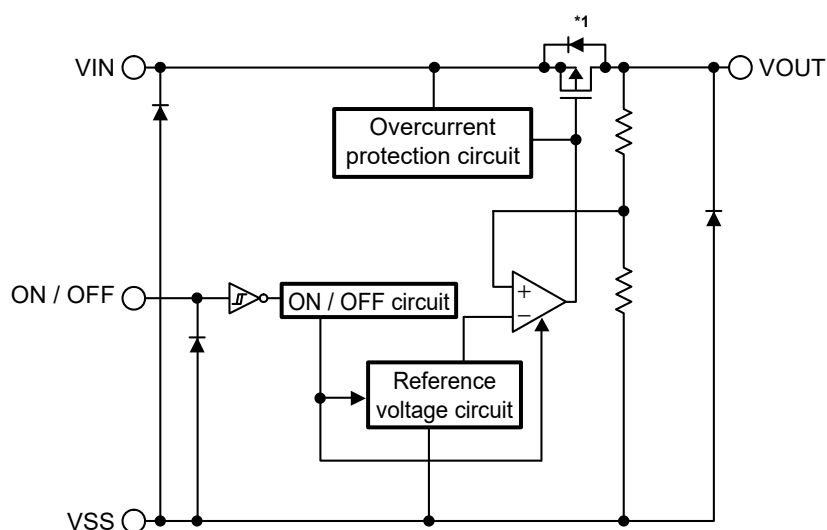 *1
VIN
VOUT
Overcurrent
protection circuit
ON / OFF
ON / OFF circuit
+
−
Reference
voltage circuit
VSS